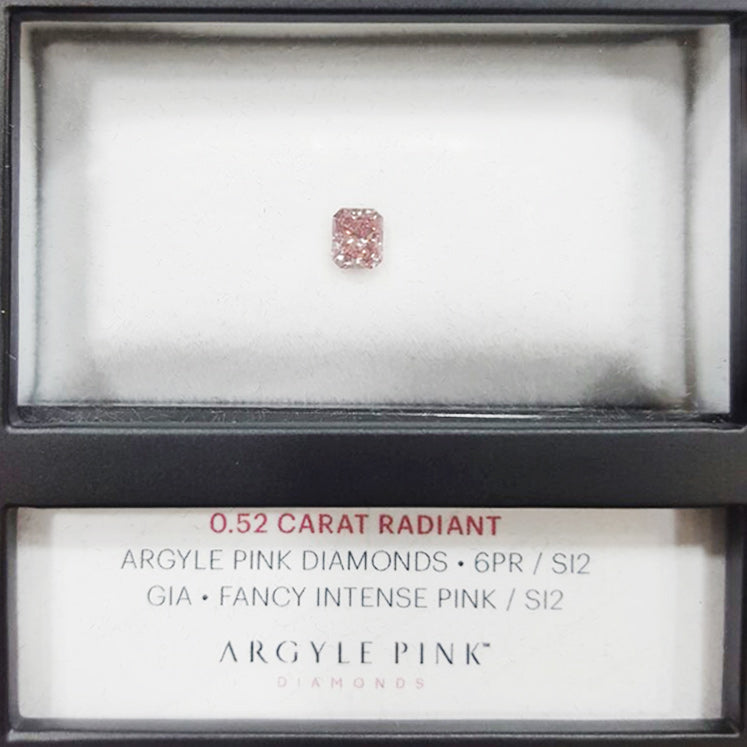 0.52 CARAT RADIANT
ARGYLE PINK DIAMONDS • 6PR / SI2
GIA • FANCY INTENSE PINK / SI2
ARGYLE PINK™
DIAMONDS